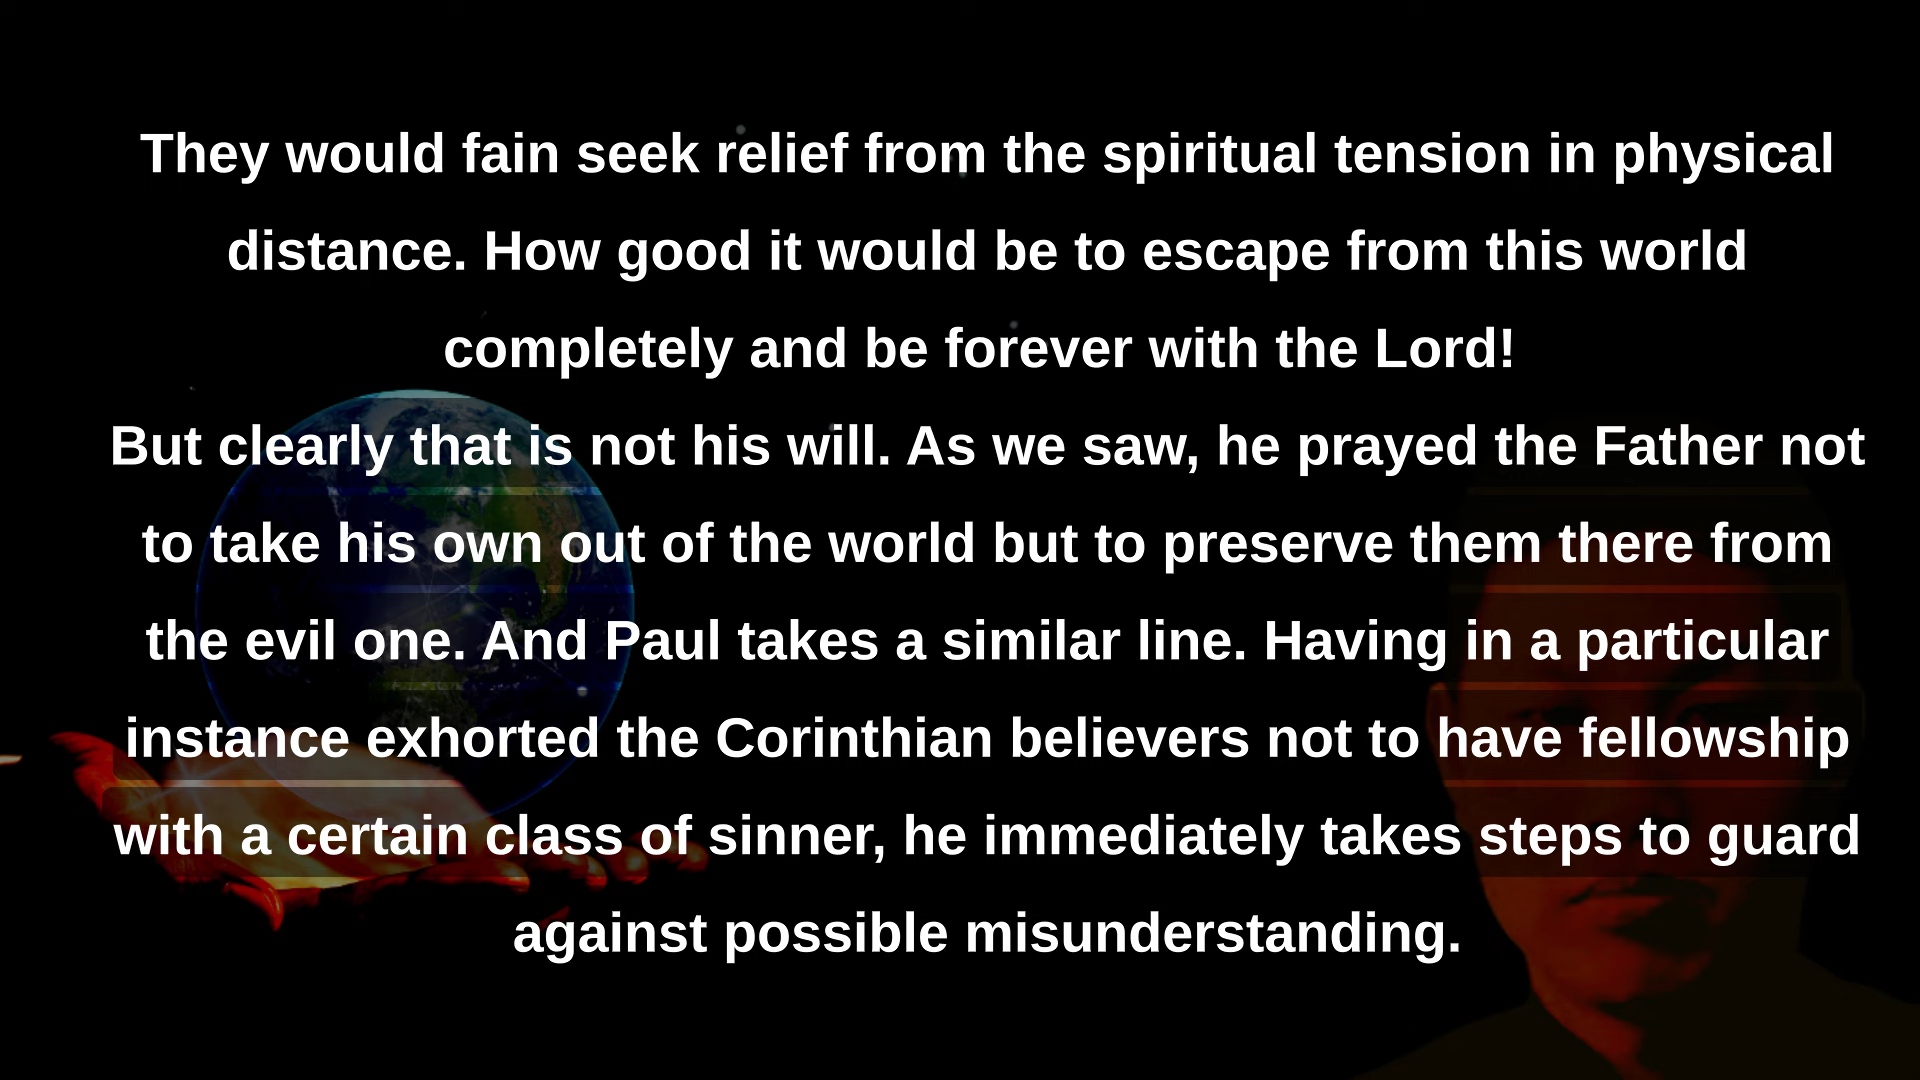 They would fain seek relief from the spiritual tension in physical
distance. How good it would be to escape from this world
completely and be forever with the Lord!
But clearly that is not his will. As we saw, he prayed the Father not
to take his own out of the world but to preserve them there from
the evil one. And Paul takes a similar line. Having in a particular
instance exhorted the Corinthian believers not to have fellowship
with a certain class of sinner, he immediately takes steps to guard
against possible misunderstanding.